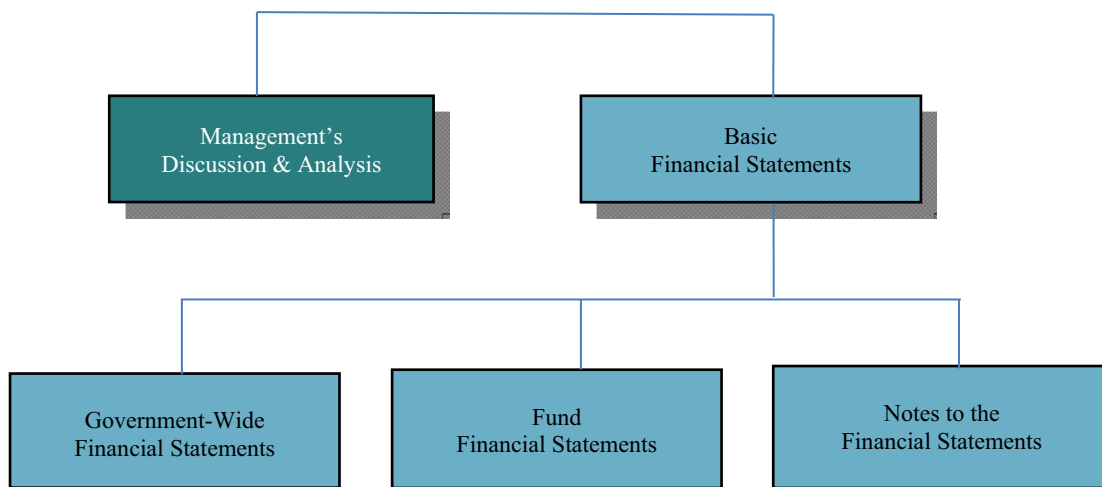 Management’s
Discussion & Analysis
Basic
Financial Statements
Government-Wide
Financial Statements
Fund
Financial Statements
Notes to the
Financial Statements